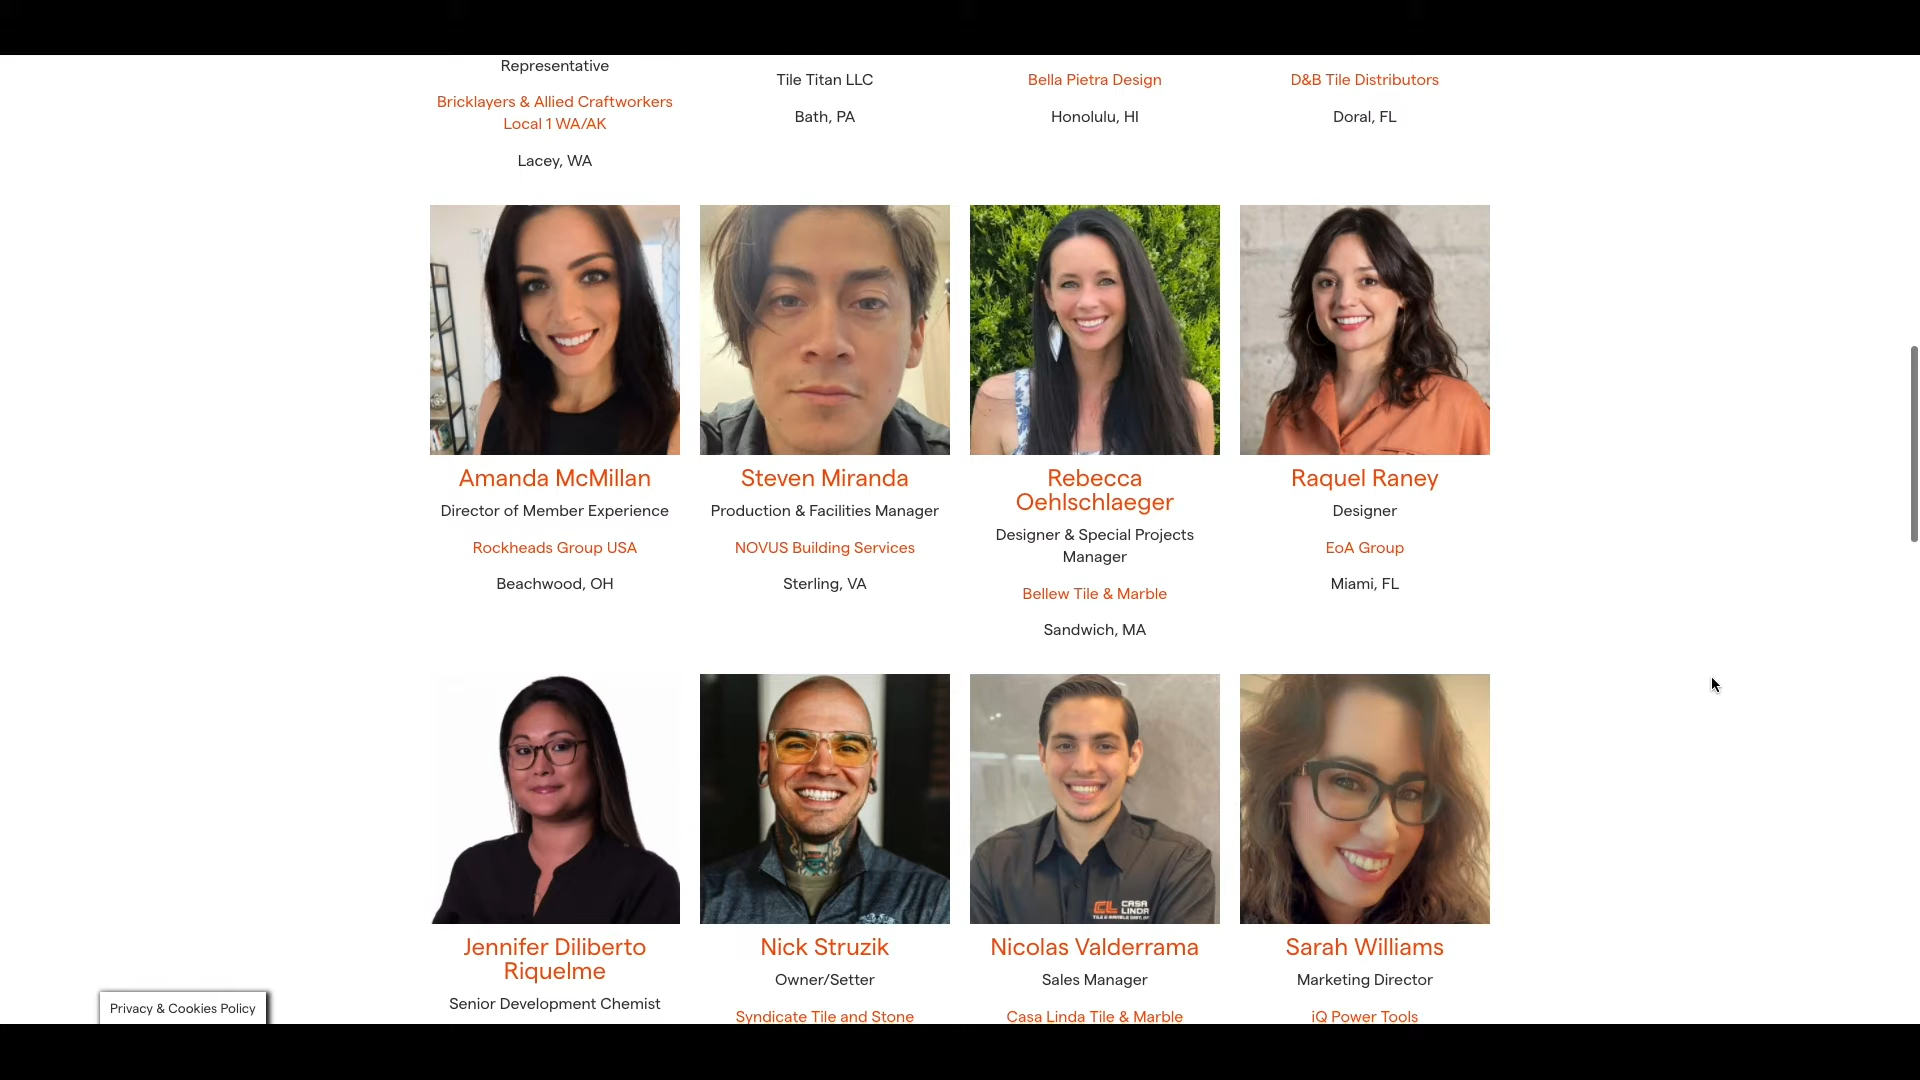 Representative
Bricklayers & Allied Craftworkers
Local 1 WA/AK
Lacey, WA
Tile Titan LLC
Bath, PA
Bella Pietra Design
Honolulu, HI
D&B Tile Distributors
Doral, FL
Amanda McMillan
Director of Member Experience
Rockheads Group USA
Beachwood, OH
Steven Miranda
Production & Facilities Manager
NOVUS Building Services
Sterling, VA
Rebecca
Oehlschlaeger
Designer & Special Projects
Manager
Bellew Tile & Marble
Sandwich, MA
Raquel Raney
Designer
EoA Group
Miami, FL
CL CASA
LINDA
Jennifer Diliberto
Riquelme
Senior Development Chemist
Nick Struzik
Owner/Setter
Syndicate Tile and Stone
Nicolas Valderrama
Sales Manager
Casa Linda Tile & Marble
Sarah Williams
Marketing Director
iQ Power Tools
Privacy & Cookies Policy